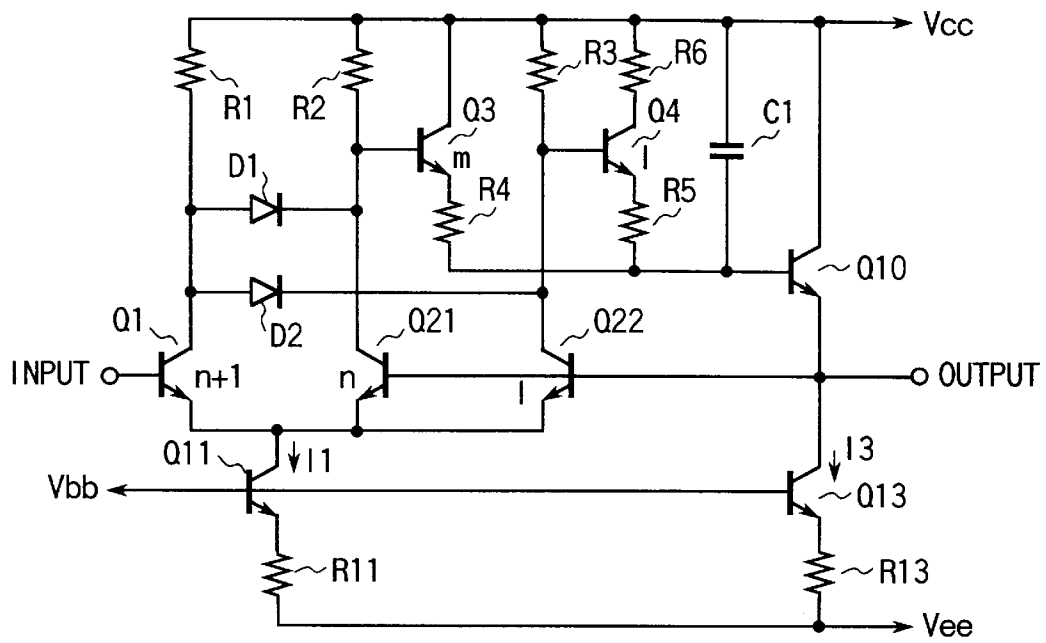 Vcc
R1
R2
R3
R6
Q3
Q4
C1
m
l
D1
R4
R5
Q10
D2
Q1
Q21
Q22
INPUT
n+1
n
l
OUTPUT
Q11
I1
I3
Vbb
Q13
R11
R13
Vee